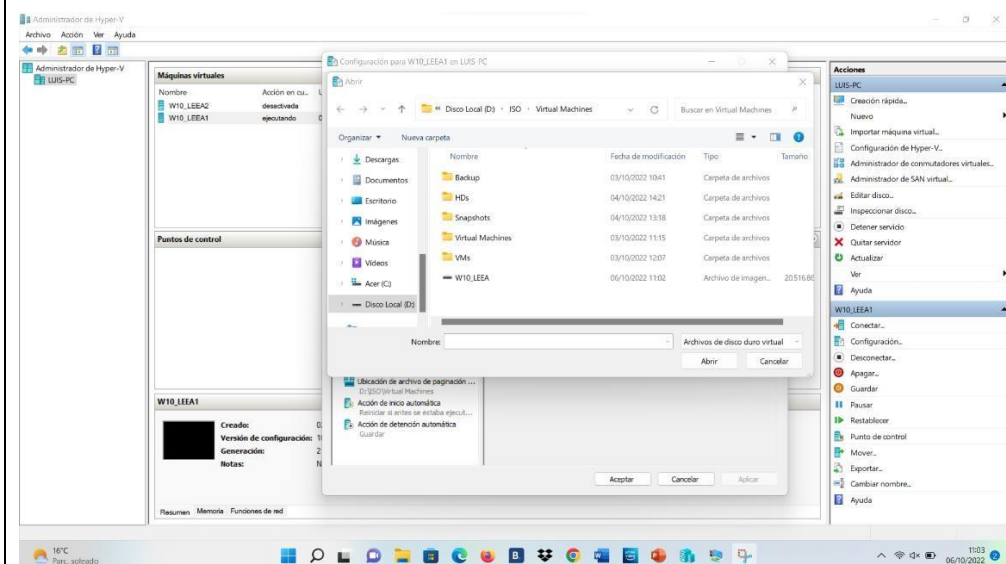 Administrador de Hyper-V
Archivo Acción Ver Ayuda
Administrador de Hyper-V
LUIS-PC
Máquinas virtuales
Nombre Acción en cu...
W10_LEEA2 desactivada
W10_LEEA1 ejecutando
Puntos de control
W10_LEEA1
Creado:
Versión de configuración:
Generación: 2
Notas:
Resumen Memoria Funciones de red
Configuración para W10_LEEA1 en LUIS-PC
Abrir
« Disco Local (D:) › ISO › Virtual Machines
Buscar en Virtual Machines
Organizar Nueva carpeta
Descargas
Documentos
Escritorio
Imágenes
Música
Vídeos
Acer (C:)
Disco Local (D:)
Nombre Fecha de modificación Tipo Tamaño
Backup 03/10/2022 10:41 Carpeta de archivos
HDs 04/10/2022 14:21 Carpeta de archivos
Snapshots 04/10/2022 13:18 Carpeta de archivos
Virtual Machines 03/10/2022 11:15 Carpeta de archivos
VMs 03/10/2022 12:07 Carpeta de archivos
W10_LEEA 06/10/2022 11:02 Archivo de imagen...
Nombre: Archivos de disco duro virtual
Abrir Cancelar
Ubicación de archivo de paginación ...
D:\ISO\Virtual Machines
Acción de inicio automática
Reiniciar si antes se estaba ejecut...
Acción de detención automática
Guardar
Aceptar Cancelar Aplicar
Acciones
LUIS-PC
Creación rápida...
Nuevo
Importar máquina virtual...
Configuración de Hyper-V...
Administrador de conmutadores virtuales...
Administrador de SAN virtual...
Editar disco...
Inspeccionar disco...
Detener servicio
Quitar servidor
Actualizar
Ver
Ayuda
W10_LEEA1
Conectar...
Configuración...
Desconectar...
Apagar...
Guardar
Pausar
Restablecer
Punto de control
Mover...
Exportar...
Cambiar nombre...
Ayuda
16°C
Parc. soleado
11:03
06/10/2022